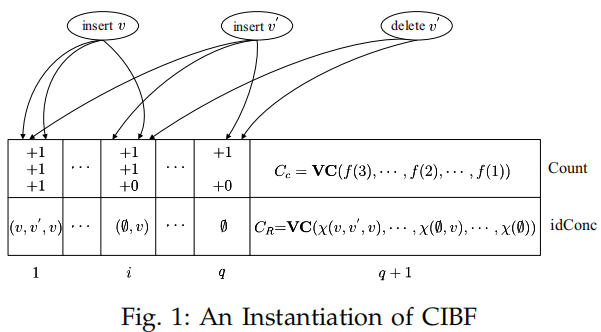 insert v insert v′ delete v′
+1 +1 +1
+1 ··· +1 ··· C_c = VC(f(3), ··· , f(2), ··· , f(1)) Count
+1 +0 +0
(v, v′, v) ··· (∅, v) ··· ∅ C_R=VC(χ(v, v′, v), ··· , χ(∅, v), ··· , χ(∅)) idConc
1 i q q + 1
Fig. 1: An Instantiation of CIBF